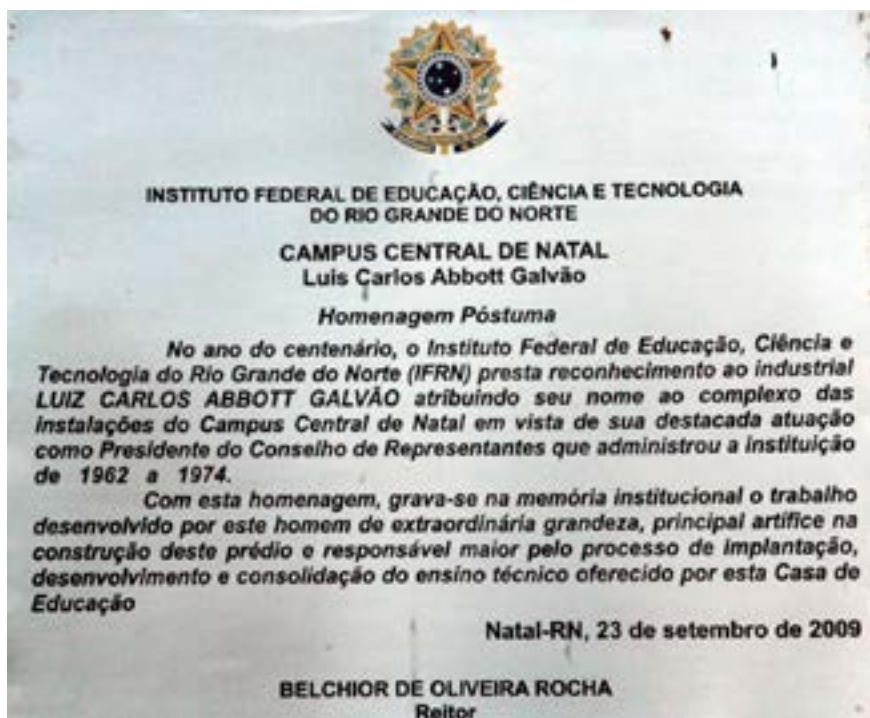 INSTITUTO FEDERAL DE EDUCAÇÃO, CIÊNCIA E TECNOLOGIA
DO RIO GRANDE DO NORTE
CAMPUS CENTRAL DE NATAL
Luis Carlos Abbott Galvão
Homenagem Póstuma
No ano do centenário, o Instituto Federal de Educação, Ciência e
Tecnologia do Rio Grande do Norte (IFRN) presta reconhecimento ao industrial
LUIZ CARLOS ABBOTT GALVÃO atribuindo seu nome ao complexo das
instalações do Campus Central de Natal em vista de sua destacada atuação
como Presidente do Conselho de Representantes que administrou a instituição
de 1962 a 1974.
Com esta homenagem, grava-se na memória institucional o trabalho
desenvolvido por este homem de extraordinária grandeza, principal artífice na
construção deste prédio e responsável maior pelo processo de implantação,
desenvolvimento e consolidação do ensino técnico oferecido por esta Casa de
Educação
Natal-RN, 23 de setembro de 2009
BELCHIOR DE OLIVEIRA ROCHA
Reitor